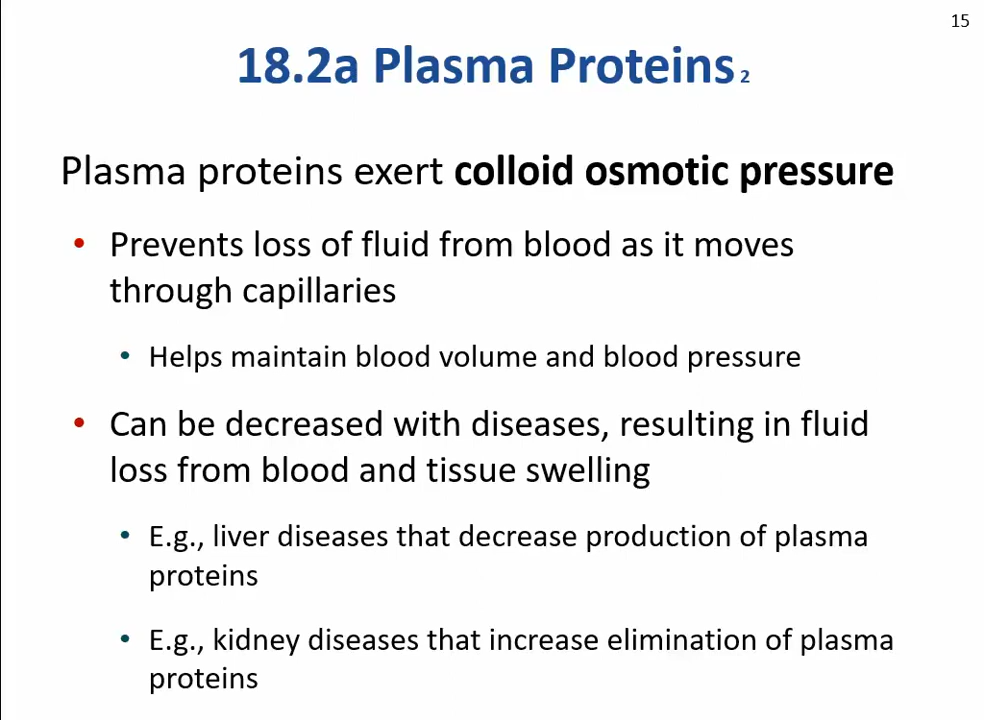 15
18.2a Plasma Proteins 2
Plasma proteins exert colloid osmotic pressure
• Prevents loss of fluid from blood as it moves
through capillaries
• Helps maintain blood volume and blood pressure
• Can be decreased with diseases, resulting in fluid
loss from blood and tissue swelling
• E.g., liver diseases that decrease production of plasma
proteins
• E.g., kidney diseases that increase elimination of plasma
proteins